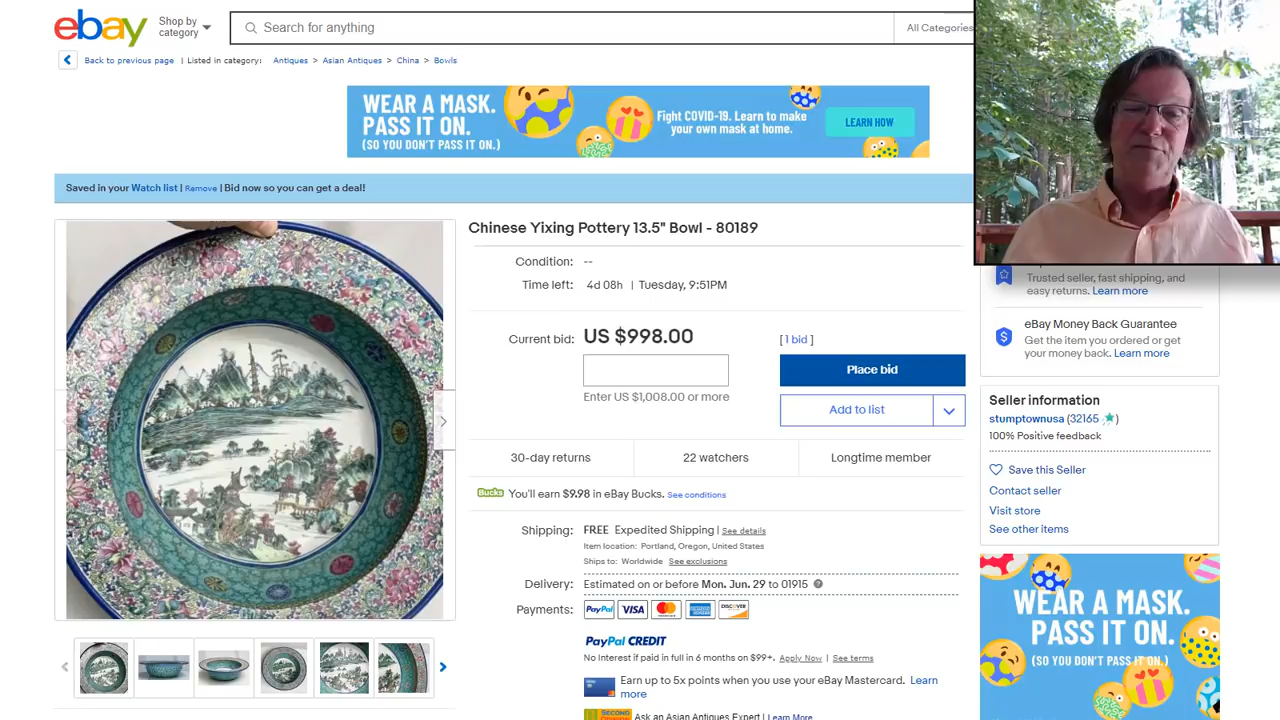 ebay
Shop by category
Search for anything
All Categories
Back to previous page | Listed in category: Antiques > Asian Antiques > China > Bowls
WEAR A MASK.
PASS IT ON.
(SO YOU DON'T PASS IT ON.)
Fight COVID-19. Learn to make
your own mask at home.
LEARN HOW
Saved in your Watch list | Remove | Bid now so you can get a deal!
Chinese Yixing Pottery 13.5" Bowl - 80189
Condition: --
Time left: 4d 08h | Tuesday, 9:51PM
Current bid: US $998.00 [ 1 bid ]
Place bid
Enter US $1,008.00 or more
Add to list
30-day returns 22 watchers Longtime member
Bucks You'll earn $9.98 in eBay Bucks. See conditions
Shipping: FREE Expedited Shipping | See details
Item location: Portland, Oregon, United States
Ships to: Worldwide See exclusions
Delivery: Estimated on or before Mon. Jun. 29 to 01915
Payments: PayPal VISA MasterCard DISCOVER
PayPal CREDIT
No Interest if paid in full in 6 months on $99+. Apply Now | See terms
Earn up to 5x points when you use your eBay Mastercard. Learn
more
SECOND
Ask an Asian Antiques Expert | Learn More
Trusted seller, fast shipping, and
easy returns. Learn more
eBay Money Back Guarantee
Get the item you ordered or get
your money back. Learn more
Seller information
stumptownusa (32165)
100% Positive feedback
Save this Seller
Contact seller
Visit store
See other items
WEAR A MASK.
PASS IT ON.
(SO YOU DON'T PASS IT ON.)